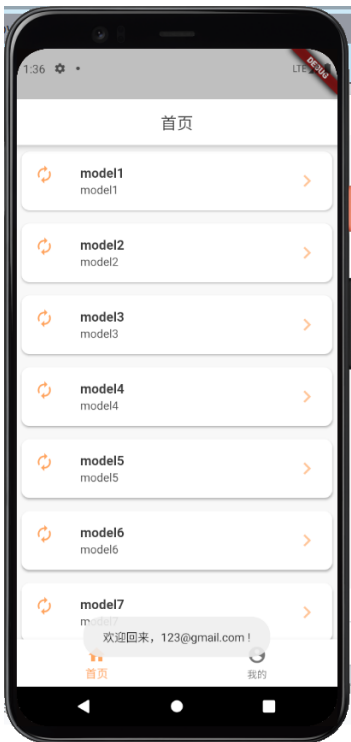 1:36
LTE
DEBUG
首页
model1
model1
model2
model2
model3
model3
model4
model4
model5
model5
model6
model6
model7
欢迎回来，123@gmail.com !
首页
我的